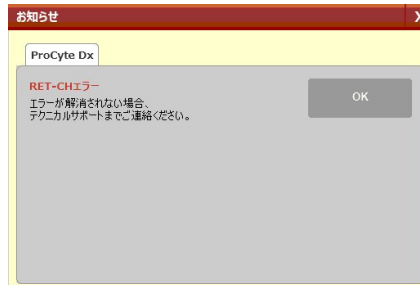 お知らせ
ProCyte Dx
RET-CHエラー
エラーが解消されない場合、
テクニカルサポートまでご連絡ください。
OK